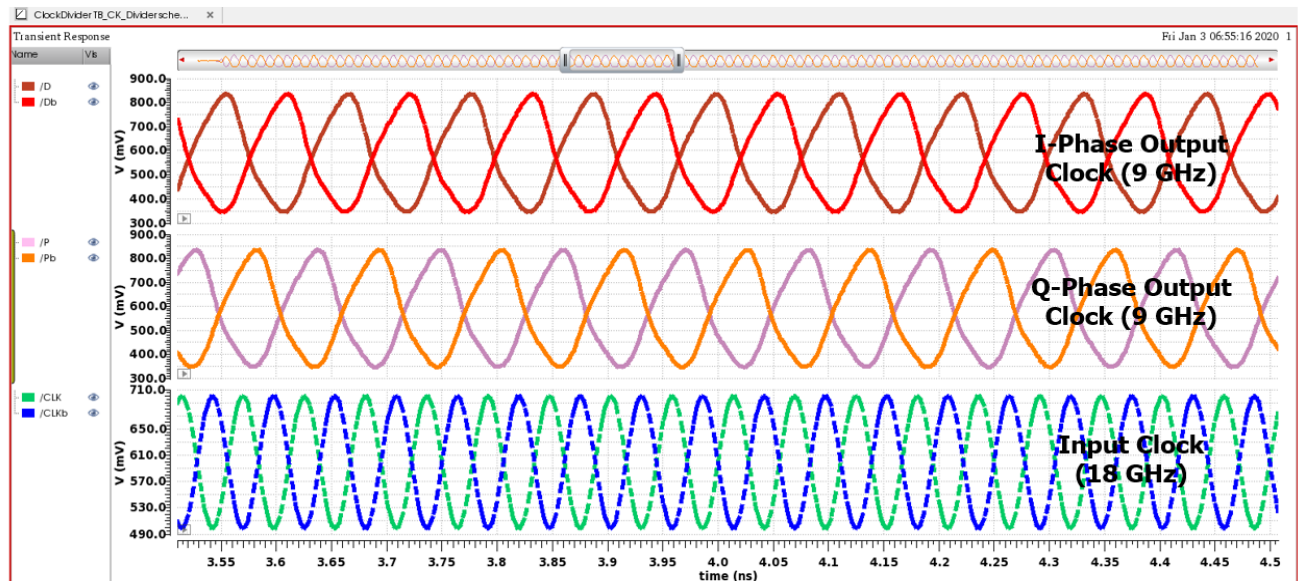 ClockDividerTB_CK_Dividersche... ×
Transient Response
Fri Jan 3 06:55:16 2020 1
Name Vis
/D
/Db
900.0
800.0
700.0
600.0
500.0
400.0
300.0
V (mV)
I-Phase Output
Clock (9 GHz)
/P
/Pb
900.0
800.0
700.0
600.0
500.0
400.0
300.0
V (mV)
Q-Phase Output
Clock (9 GHz)
/CLK
/CLKb
710.0
650.0
610.0
570.0
530.0
490.0
V (mV)
Input Clock
(18 GHz)
3.55 3.6 3.65 3.7 3.75 3.8 3.85 3.9 3.95 4.0 4.05 4.1 4.15 4.2 4.25 4.3 4.35 4.4 4.45 4.5
time (ns)